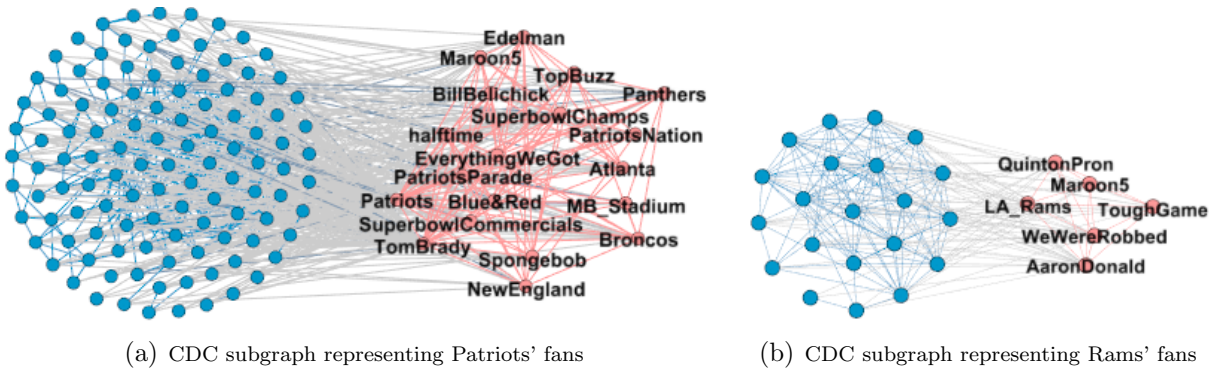 Edelman
Maroon5
TopBuzz
BillBelichick
Panthers
SuperbowlChamps
halftime
PatriotsNation
EverythingWeGot
Atlanta
PatriotsParade
Patriots
Blue&Red
MB_Stadium
SuperbowlCommercials
TomBrady
Broncos
Spongebob
NewEngland
(a) CDC subgraph representing Patriots' fans
QuintonPron
Maroon5
LA_Rams
ToughGame
WeWereRobbed
AaronDonald
(b) CDC subgraph representing Rams' fans